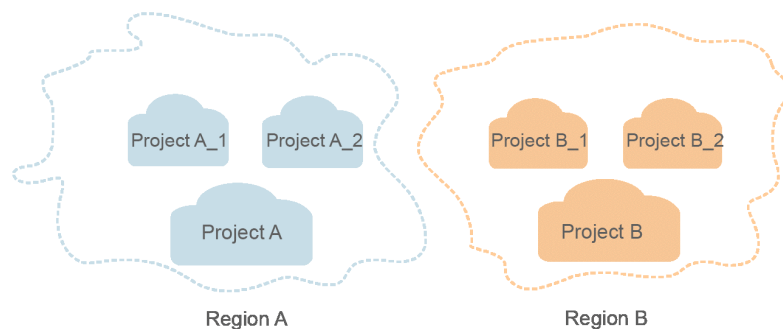 Project A_1
Project A_2
Project B_1
Project B_2
Project A
Project B
Region A
Region B